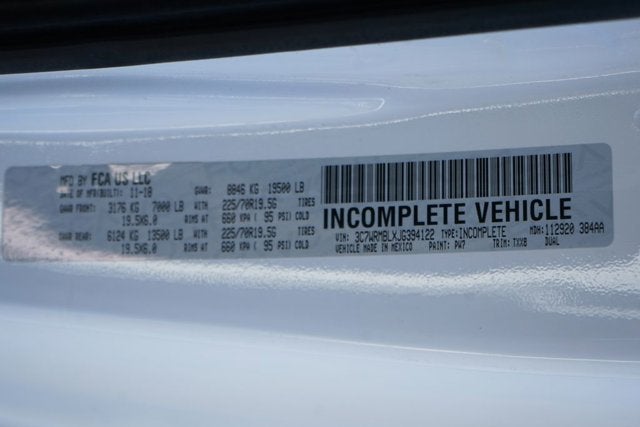 MFD BY FCA US LLC
DATE OF MFR/BUILT: 11-18 GVWR: 8846 KG 19500 LB
GAWR FRONT: 3176 KG 7000 LB WITH 225/70R19.5G TIRES
19.5X6.0 RIMS AT 660 KPA ( 95 PSI) COLD
GAWR REAR: 6124 KG 13500 LB WITH 225/70R19.5G TIRES
19.5X6.0 RIMS AT 660 KPA ( 95 PSI) COLD
INCOMPLETE VEHICLE
VIN: 3C7WRMBLXJG394122 TYPE: INCOMPLETE MDH: 112920 384AA
VEHICLE MADE IN MEXICO PAINT: PW7 TRIM: TXX8 DUAL